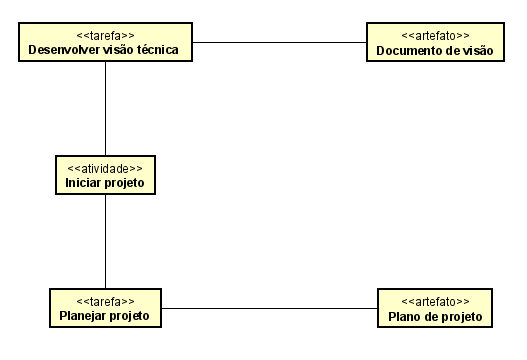 <<tarefa>>
Desenvolver visão técnica
<<artefato>>
Documento de visão
<<atividade>>
Iniciar projeto
<<tarefa>>
Planejar projeto
<<artefato>>
Plano de projeto